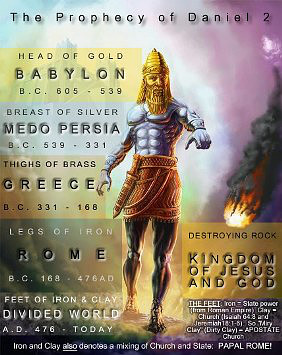 The Prophecy of Daniel 2
HEAD OF GOLD
BABYLON
B.C. 605 - 539
BREAST OF SILVER
MEDO PERSIA
B.C. 539 - 331
THIGHS OF BRASS
GREECE
B.C. 331 - 168
LEGS OF IRON
ROME
B.C. 168 - 476AD
FEET OF IRON & CLAY
DIVIDED WORLD
A.D. 476 - TODAY
DESTROYING ROCK
KINGDOM
OF JESUS
AND GOD
THE FEET: Iron = State power
(from Roman Empire) Clay =
Church (Isaiah 64:8 and
Jeremiah18:1-6) So "Miry
Clay" (Dirty Clay) = APOSTATE
Church
Iron and Clay also denotes a mixing of Church and State: PAPAL ROME!